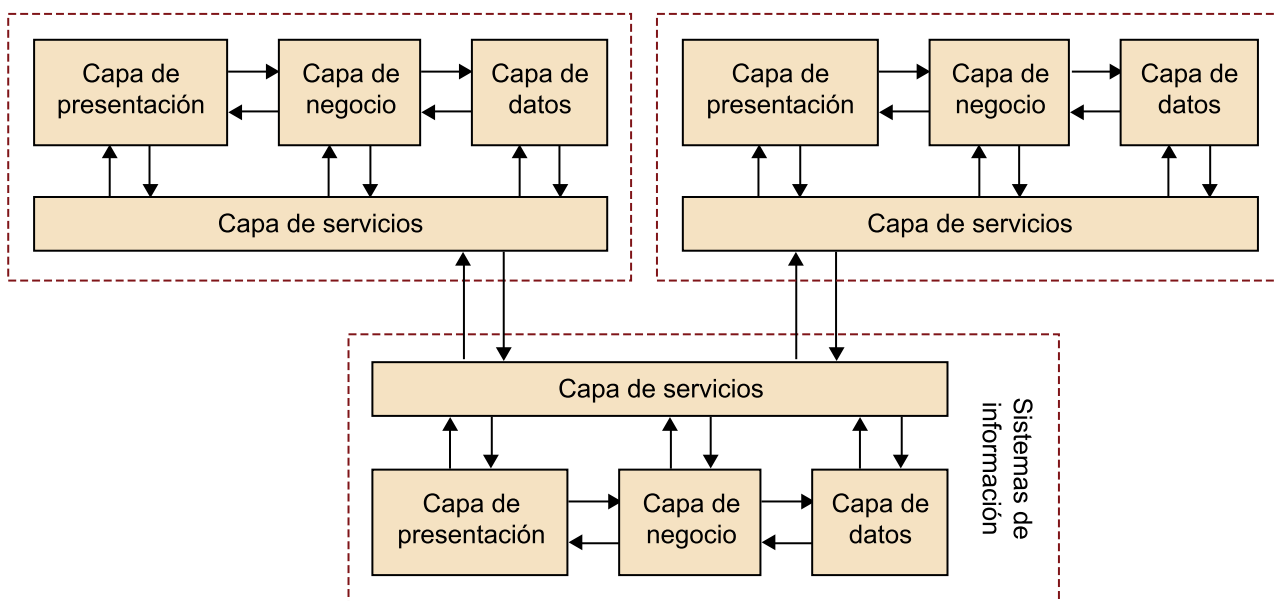 Capa de
presentación
Capa de
negocio
Capa de
datos
Capa de servicios
Capa de
presentación
Capa de
negocio
Capa de
datos
Capa de servicios
Capa de servicios
Capa de
presentación
Capa de
negocio
Capa de
datos
Sistemas de
información